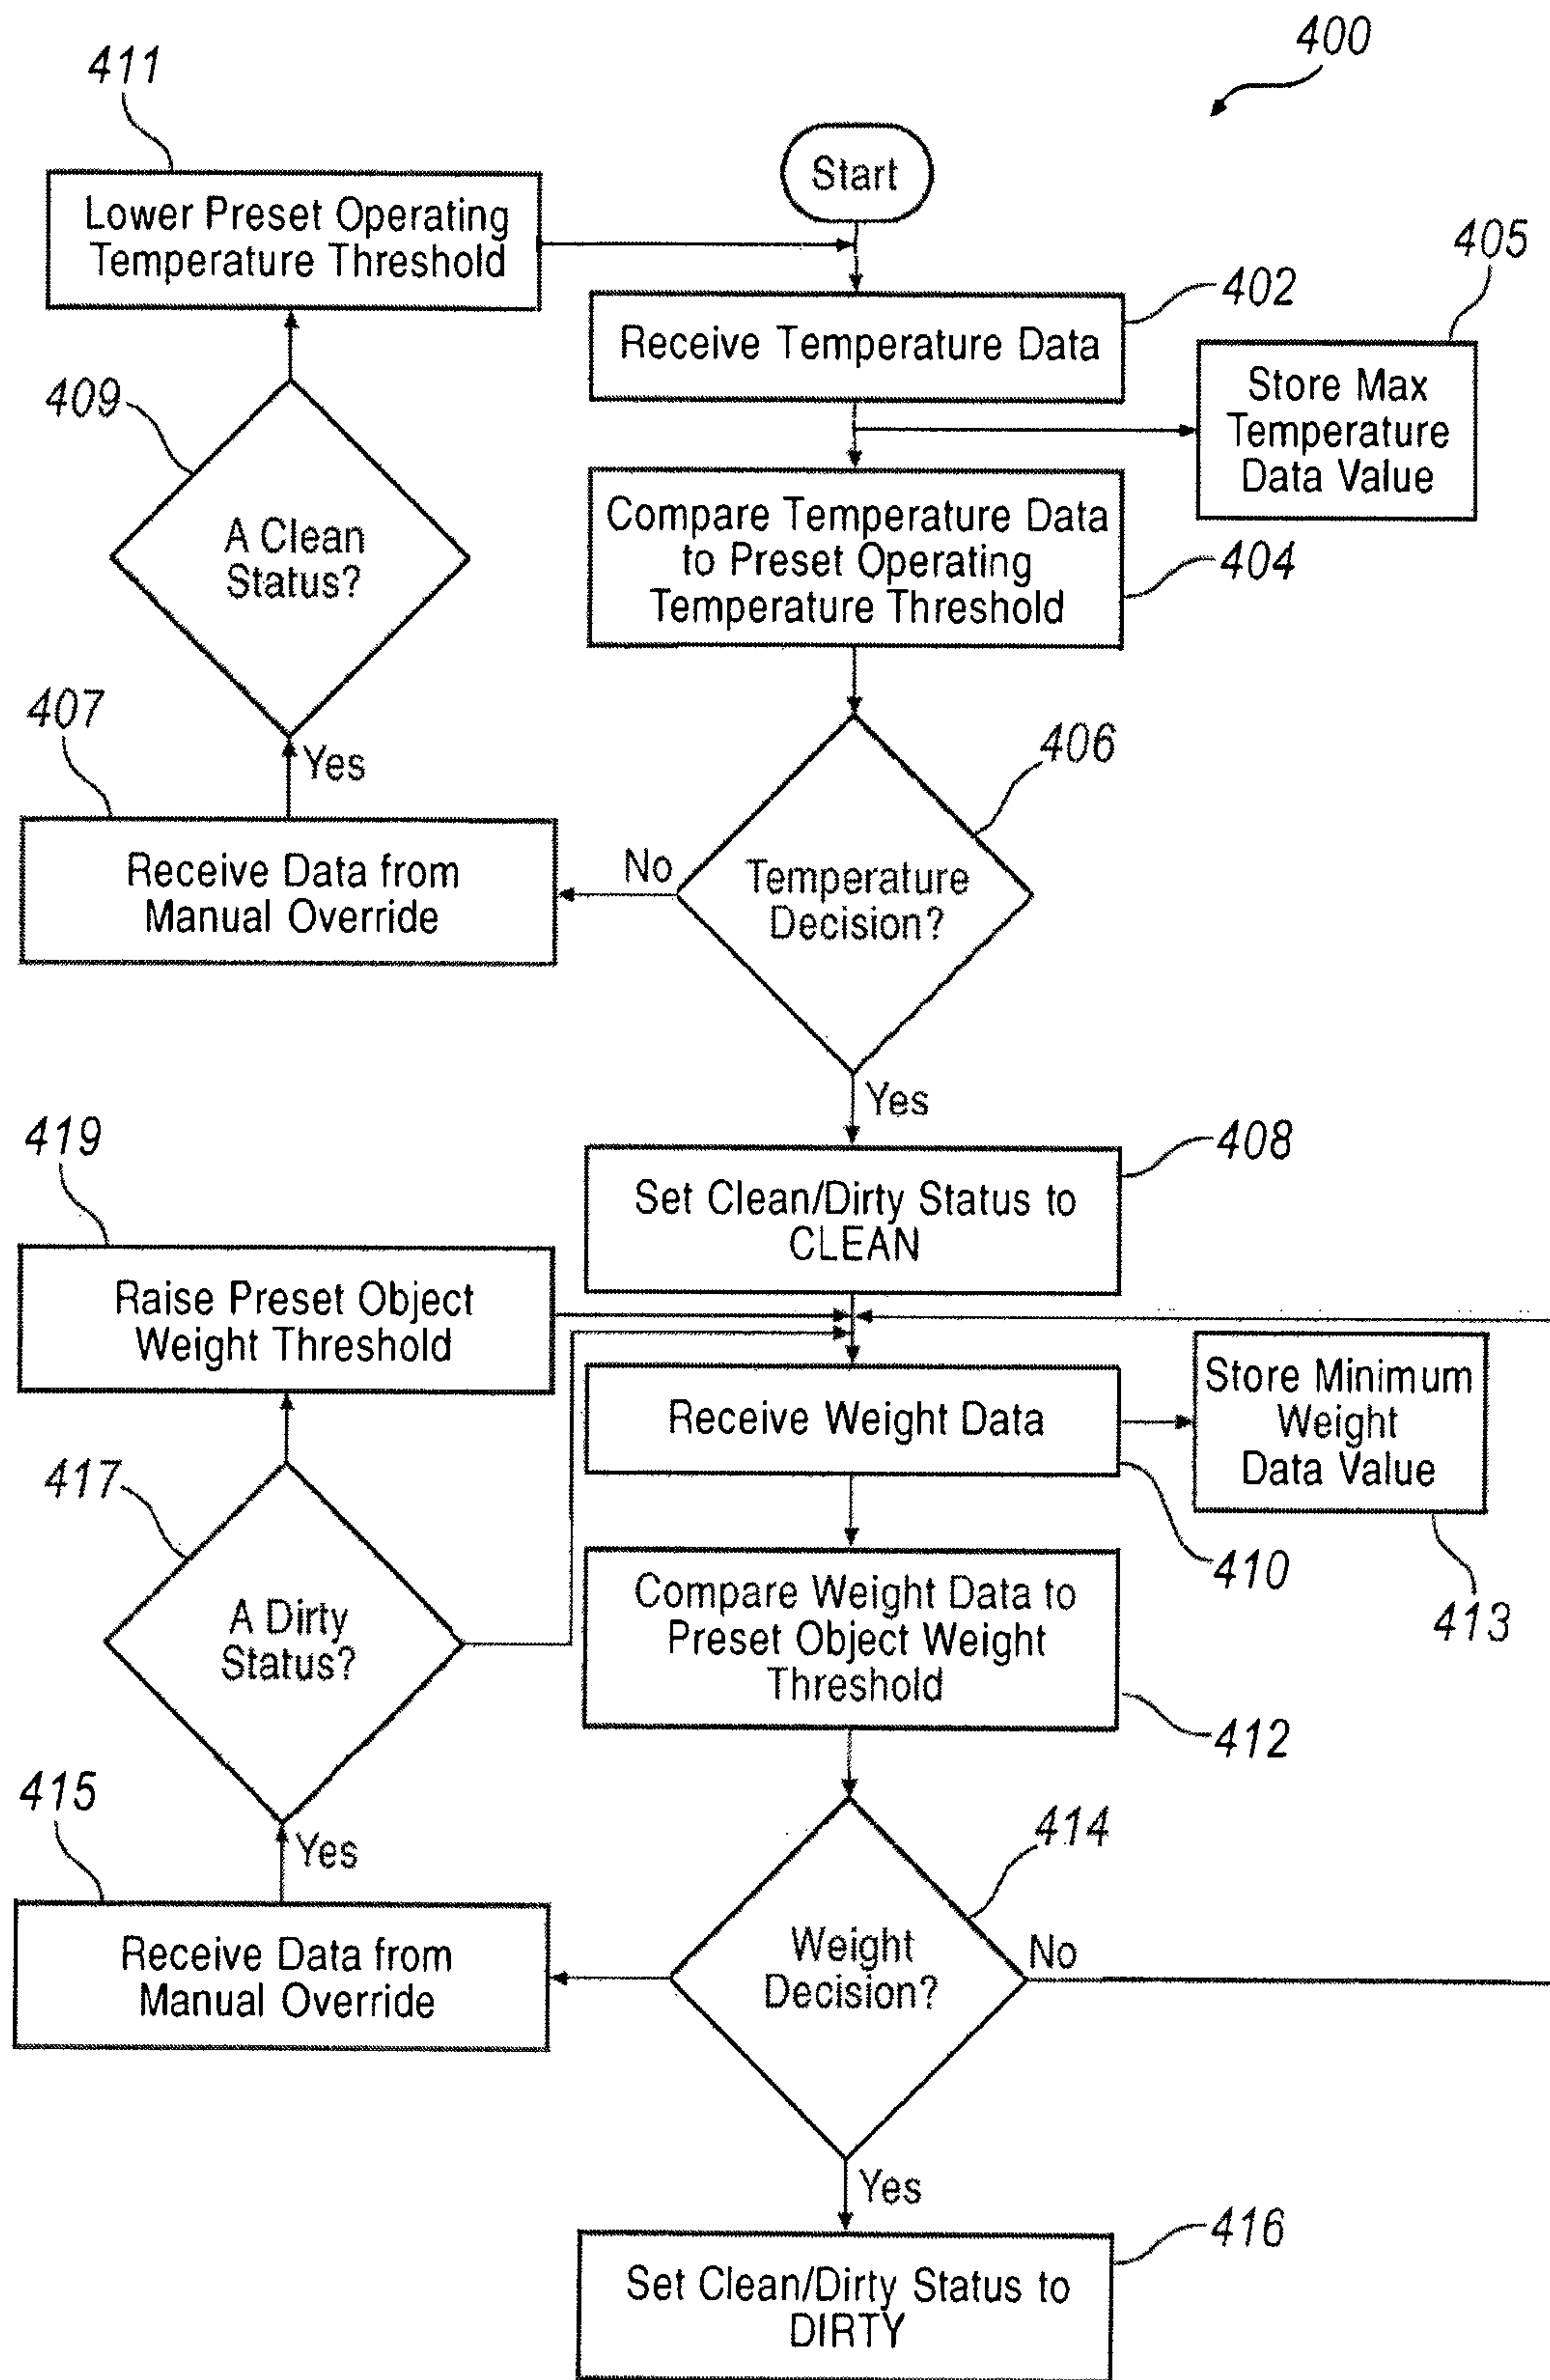 400
411
Start
Lower Preset Operating
Temperature Threshold
405
402
Receive Temperature Data
Store Max
Temperature
Data Value
409
A Clean
Status?
Compare Temperature Data
to Preset Operating
Temperature Threshold
404
407
Yes
406
Receive Data from
Manual Override
No
Temperature
Decision?
Yes
419
408
Set Clean/Dirty Status to
CLEAN
Raise Preset Object
Weight Threshold
Receive Weight Data
Store Minimum
Weight
Data Value
417
410
413
A Dirty
Status?
Compare Weight Data to
Preset Object Weight
Threshold
412
415
Yes
414
Receive Data from
Manual Override
Weight
Decision?
No
Yes
416
Set Clean/Dirty Status to
DIRTY